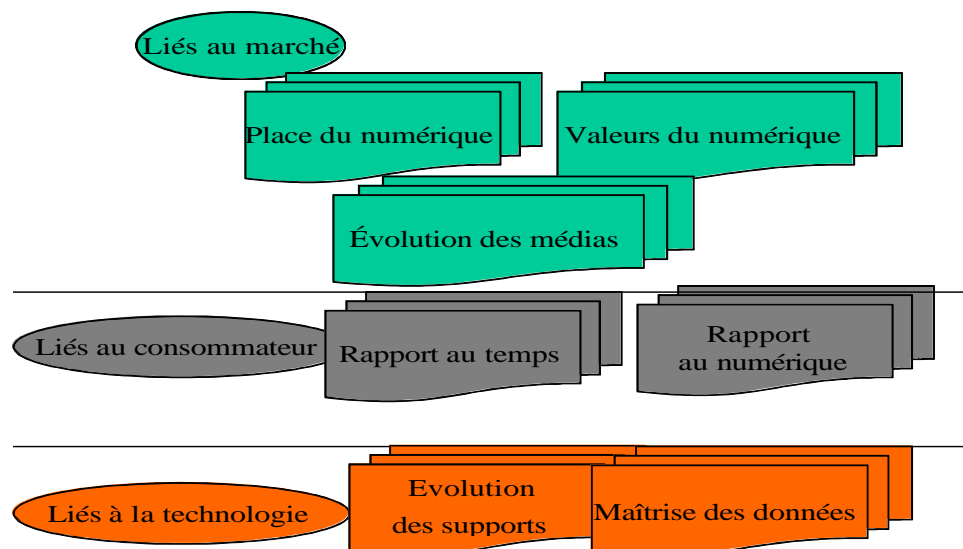 Liés au marché
Place du numérique
Valeurs du numérique
Évolution des médias
Liés au consommateur
Rapport au temps
Rapport
au numérique
Liés à la technologie
Evolution
des supports
Maîtrise des données